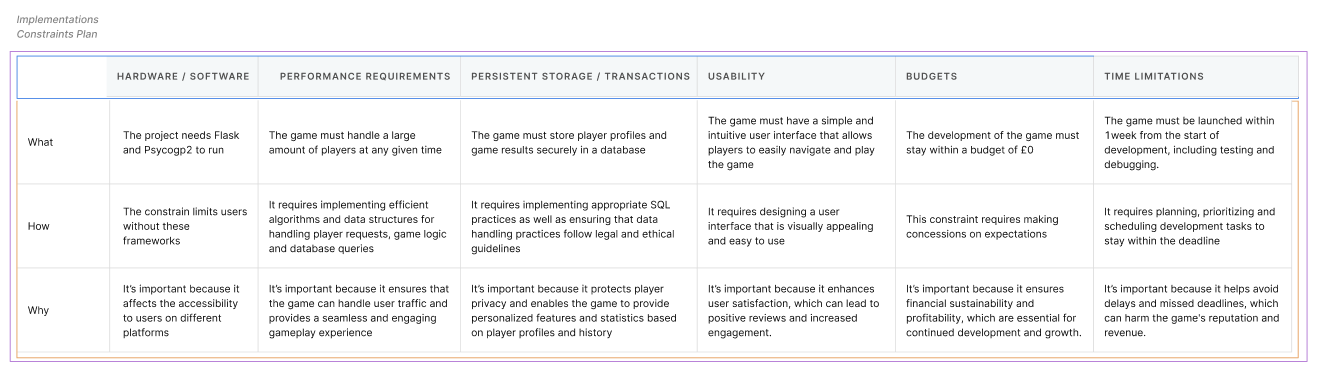 Implementations
Constraints Plan
HARDWARE / SOFTWARE
PERFORMANCE REQUIREMENTS
PERSISTENT STORAGE / TRANSACTIONS
USABILITY
BUDGETS
TIME LIMITATIONS
What
The project needs Flask
and Psycogp2 to run
The game must handle a large
amount of players at any given time
The game must store player profiles and
game results securely in a database
The game must have a simple and
intuitive user interface that allows
players to easily navigate and play
the game
The development of the game must
stay within a budget of £0
The game must be launched within
1week from the start of
development, including testing and
debugging.
How
The constrain limits users
without these
frameworks
It requires implementing efficient
algorithms and data structures for
handling player requests, game logic
and database queries
It requires implementing appropriate SQL
practices as well as ensuring that data
handling practices follow legal and ethical
guidelines
It requires designing a user
interface that is visually appealing
and easy to use
This constraint requires making
concessions on expectations
It requires planning, prioritizing and
scheduling development tasks to
stay within the deadline
Why
It's important because it
affects the accessibility
to users on different
platforms
It's important because it ensures that
the game can handle user traffic and
provides a seamless and engaging
gameplay experience
It's important because it protects player
privacy and enables the game to provide
personalized features and statistics based
on player profiles and history
It's important because it enhances
user satisfaction, which can lead to
positive reviews and increased
engagement.
It's important because it ensures
financial sustainability and
profitability, which are essential for
continued development and growth.
It's important because it helps avoid
delays and missed deadlines, which
can harm the game's reputation and
revenue.